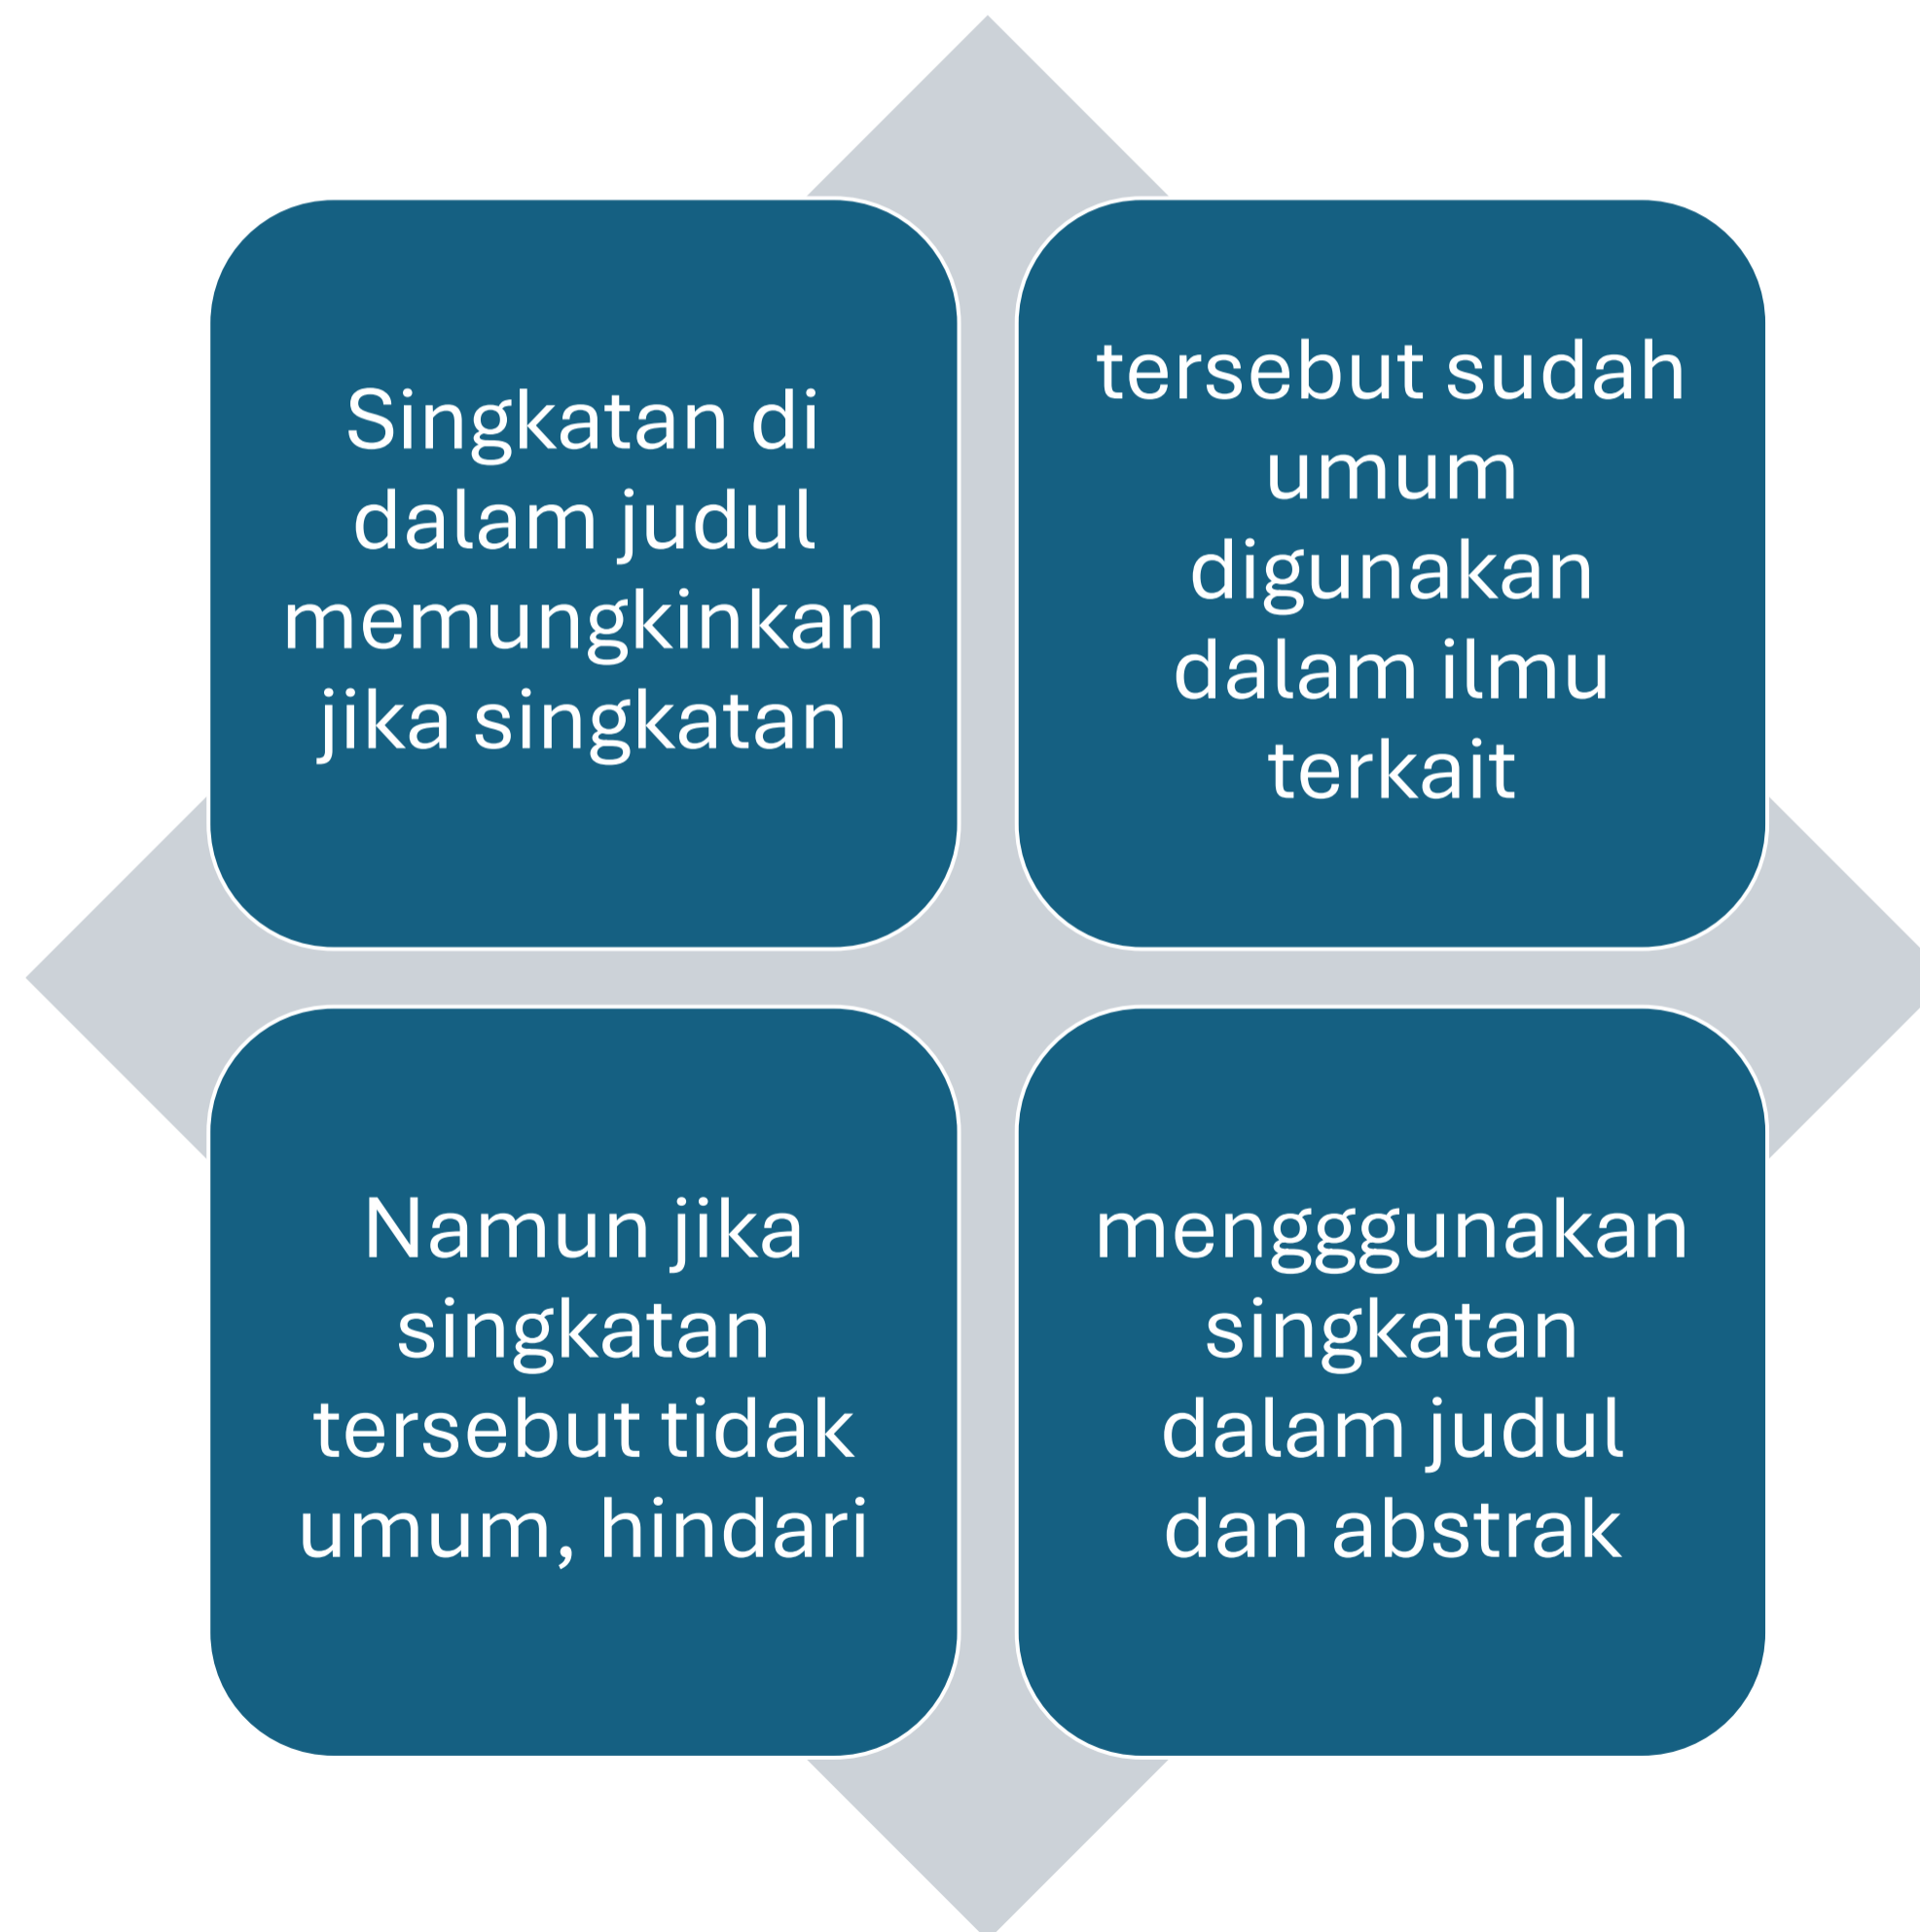 Singkatan di
dalam judul
memungkinkan
jika singkatan
tersebut sudah
umum
digunakan
dalam ilmu
terkait
Namun jika
singkatan
tersebut tidak
umum, hindari
mengggunakan
singkatan
dalam judul
dan abstrak